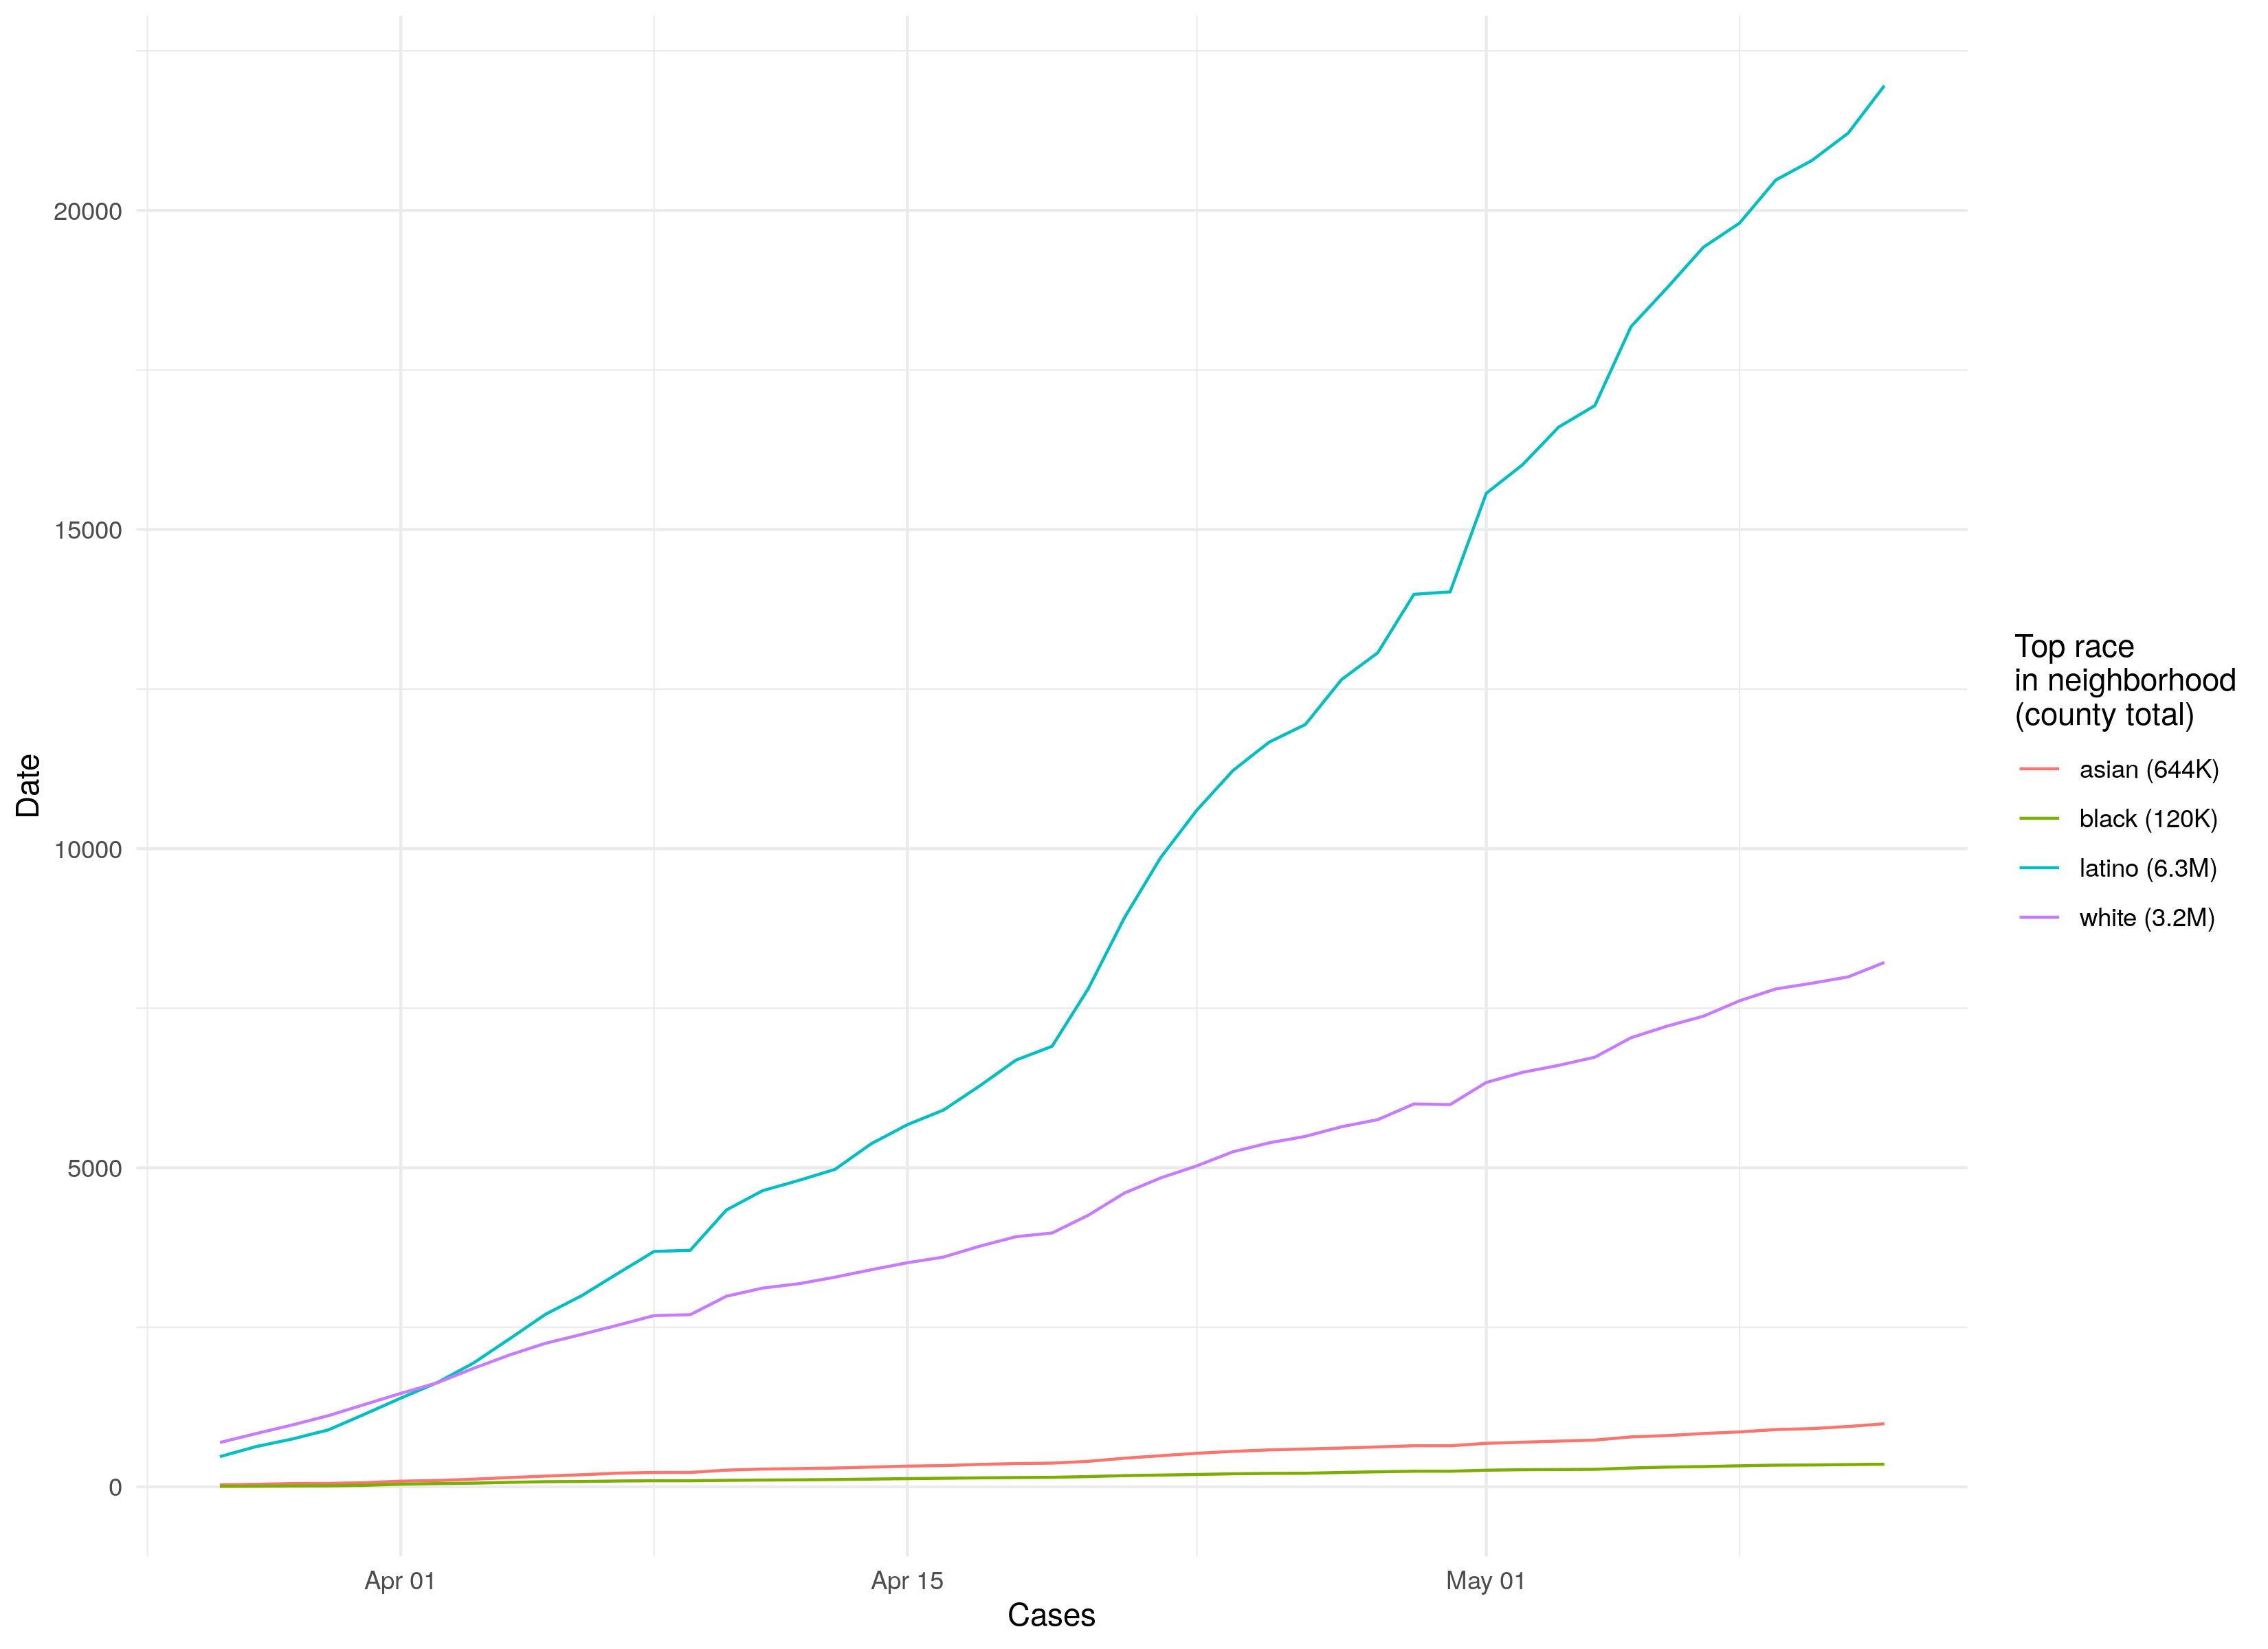 20000
15000
10000
5000
0
Date
Apr 01
Apr 15
May 01
Cases
Top race
in neighborhood
(county total)
asian (644K)
black (120K)
latino (6.3M)
white (3.2M)